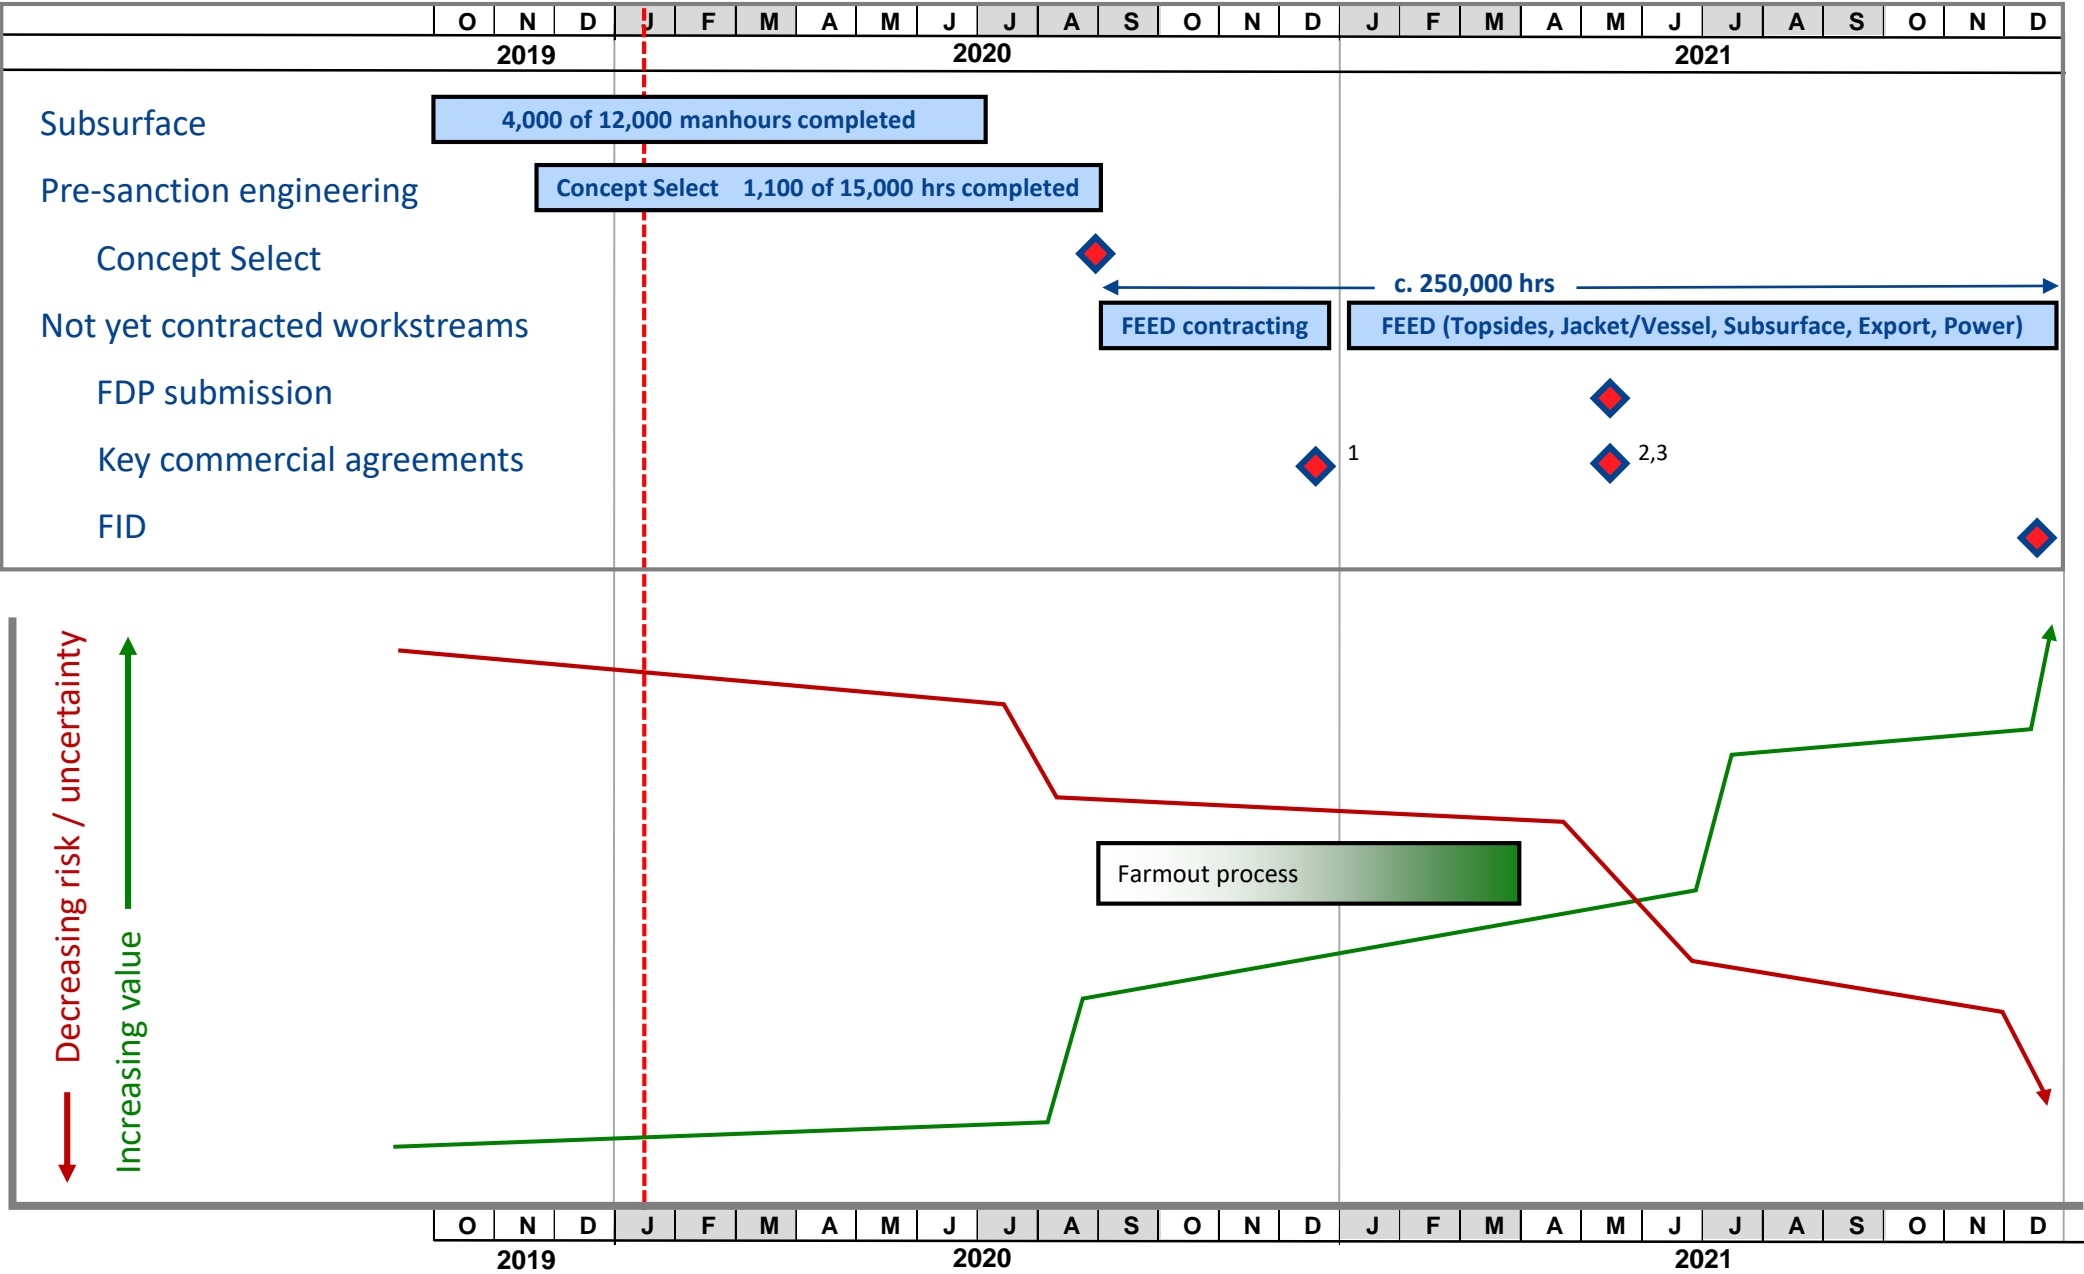 O N D J F M A M J J A S O N D J F M A M J J A S O N D
2019 2020 2021
Subsurface
4,000 of 12,000 manhours completed
Pre-sanction engineering
Concept Select 1,100 of 15,000 hrs completed
Concept Select
c. 250,000 hrs
Not yet contracted workstreams
FEED contracting
FEED (Topsides, Jacket/Vessel, Subsurface, Export, Power)
FDP submission
Key commercial agreements
1
2,3
FID
Decreasing risk / uncertainty
Increasing value
Farmout process
O N D J F M A M J J A S O N D J F M A M J J A S O N D
2019 2020 2021